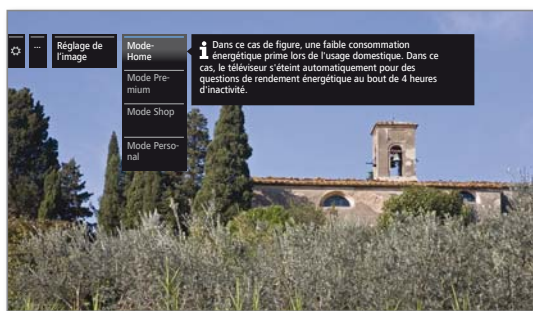 ...
Réglage de
l'image
Mode-
Home
Mode Pre-
mium
Mode Shop
Mode Perso-
nal
i Dans ce cas de figure, une faible consommation
énergétique prime lors de l'usage domestique. Dans ce
cas, le téléviseur s'éteint automatiquement pour des
questions de rendement énergétique au bout de 4 heures
d'inactivité.